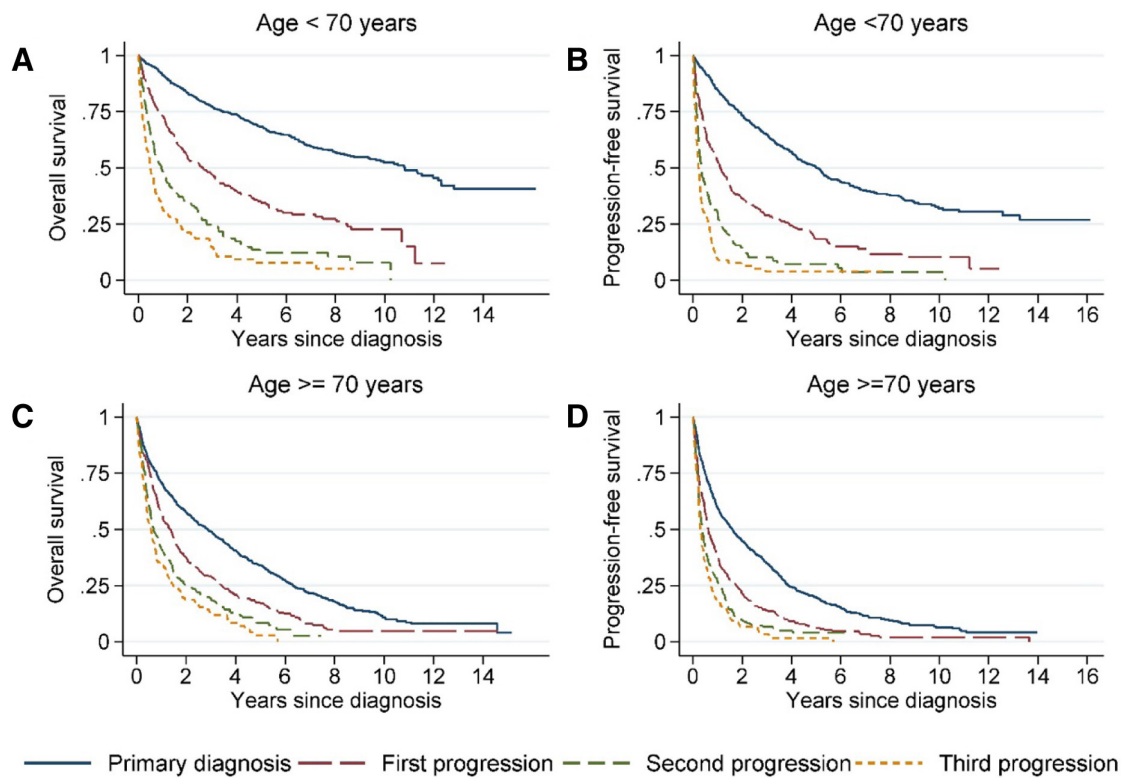 Age < 70 years
A
Overall survival
1
.75
.5
.25
0
0 2 4 6 8 10 12 14
Years since diagnosis
Age <70 years
B
Progression-free survival
1
.75
.5
.25
0
0 2 4 6 8 10 12 14 16
Years since diagnosis
Age >= 70 years
C
Overall survival
1
.75
.5
.25
0
0 2 4 6 8 10 12 14
Years since diagnosis
Age >=70 years
D
Progression-free survival
1
.75
.5
.25
0
0 2 4 6 8 10 12 14 16
Years since diagnosis
Primary diagnosis First progression Second progression Third progression